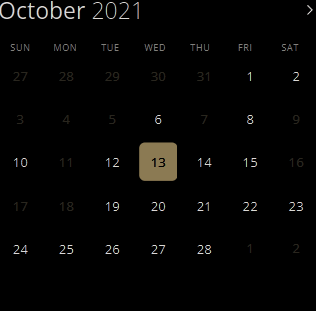 October 2021
SUN MON TUE WED THU FRI SAT
27 28 29 30 31 1 2
3 4 5 6 7 8 9
10 11 12 13 14 15 16
17 18 19 20 21 22 23
24 25 26 27 28 1 2